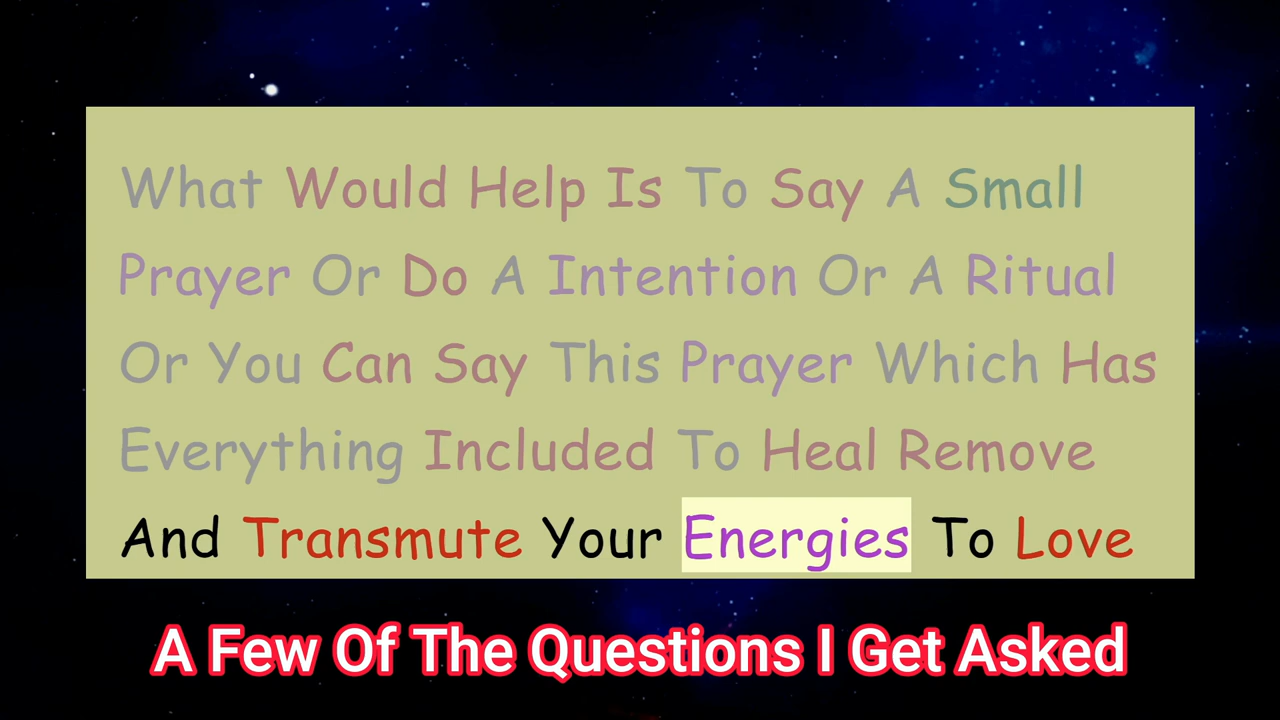 What Would Help Is To Say A Small
Prayer Or Do A Intention Or A Ritual
Or You Can Say This Prayer Which Has
Everything Included To Heal Remove
And Transmute Your Energies To Love
A Few Of The Questions I Get Asked